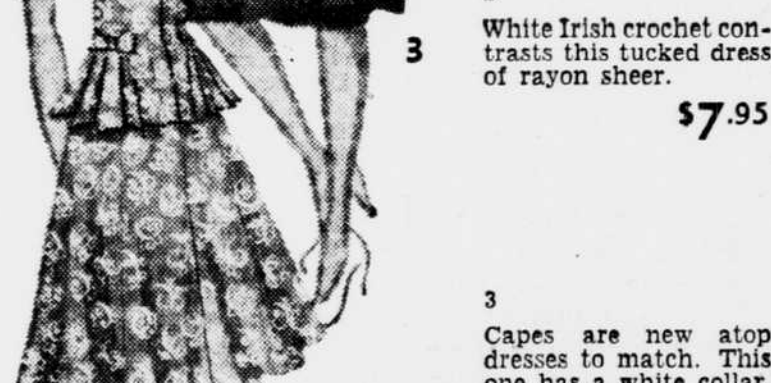 3
White Irish crochet con-
trasts this tucked dress
of rayon sheer.
$7.95
3
Capes are new atop
dresses to match. This
one has a white collar